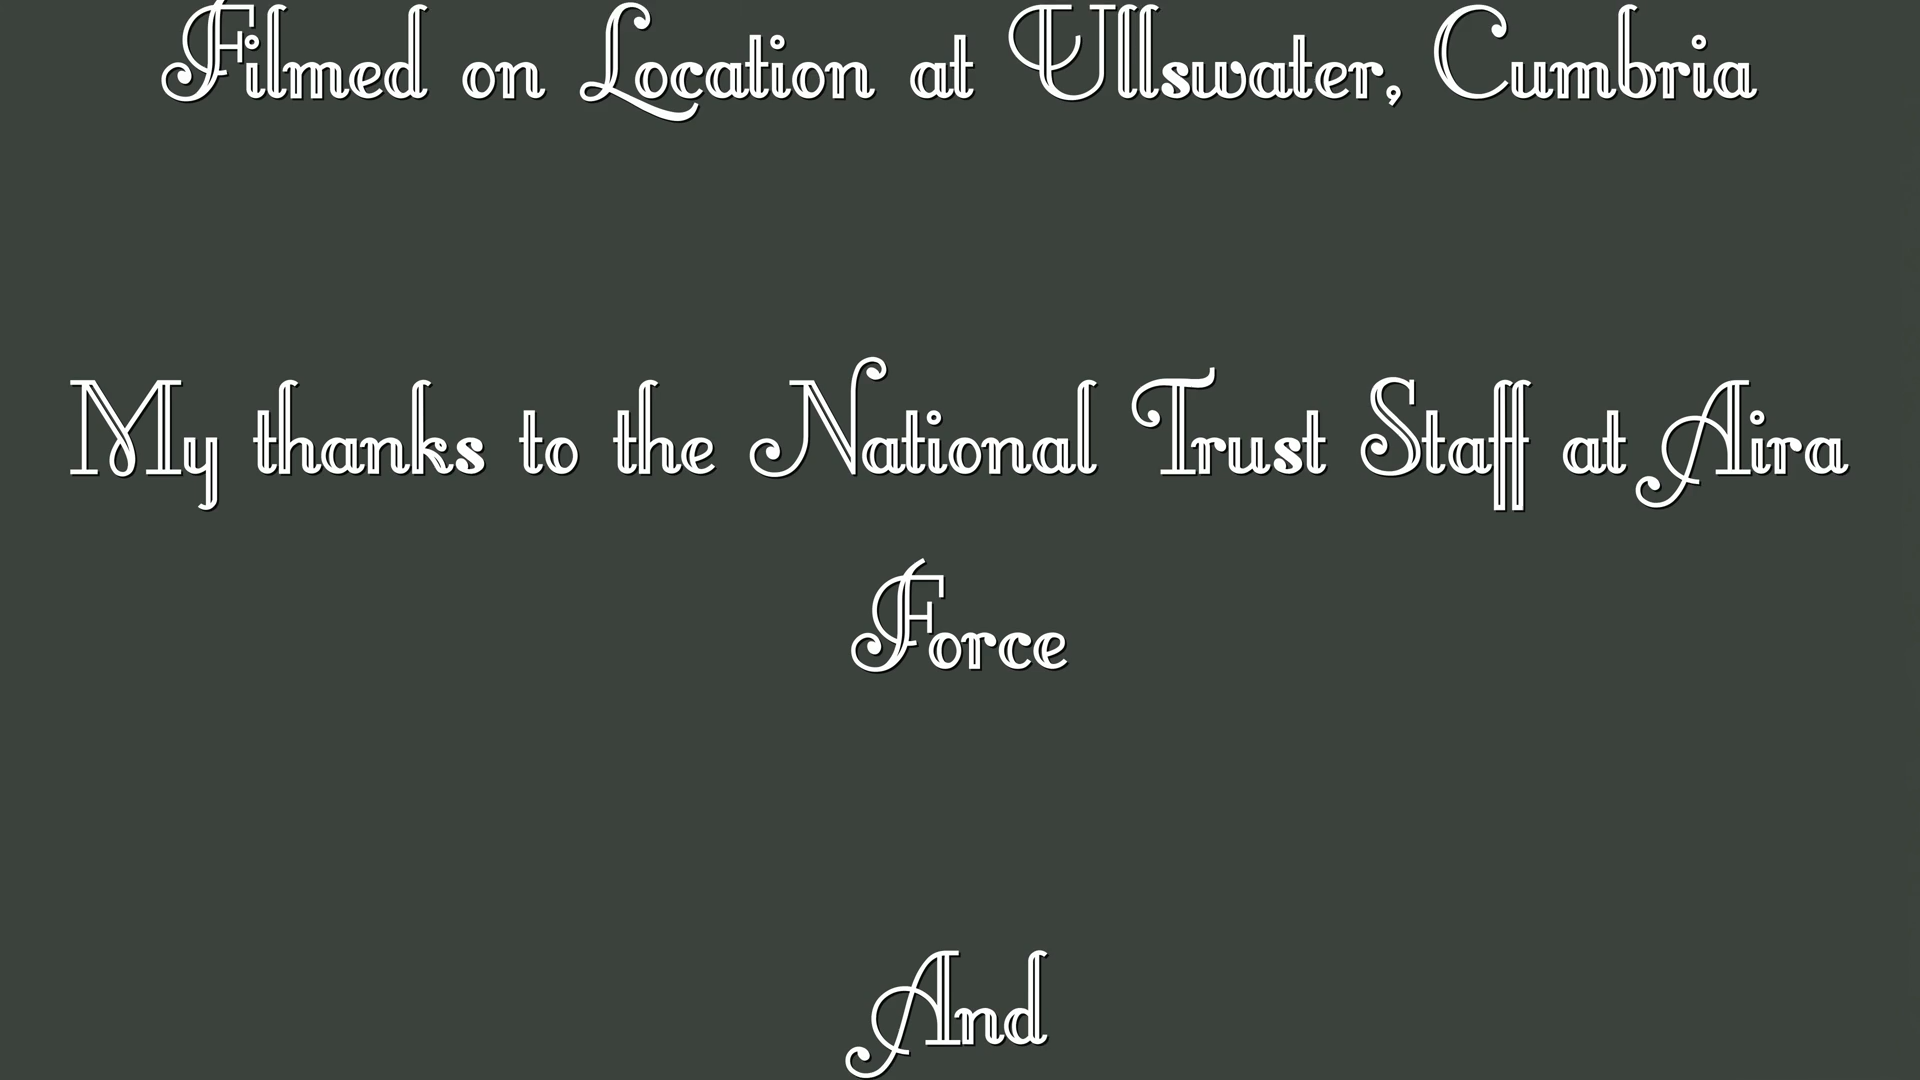 Filmed on Location at Ullswater, Cumbria
My thanks to the National Trust Staff at Aira
Force
And